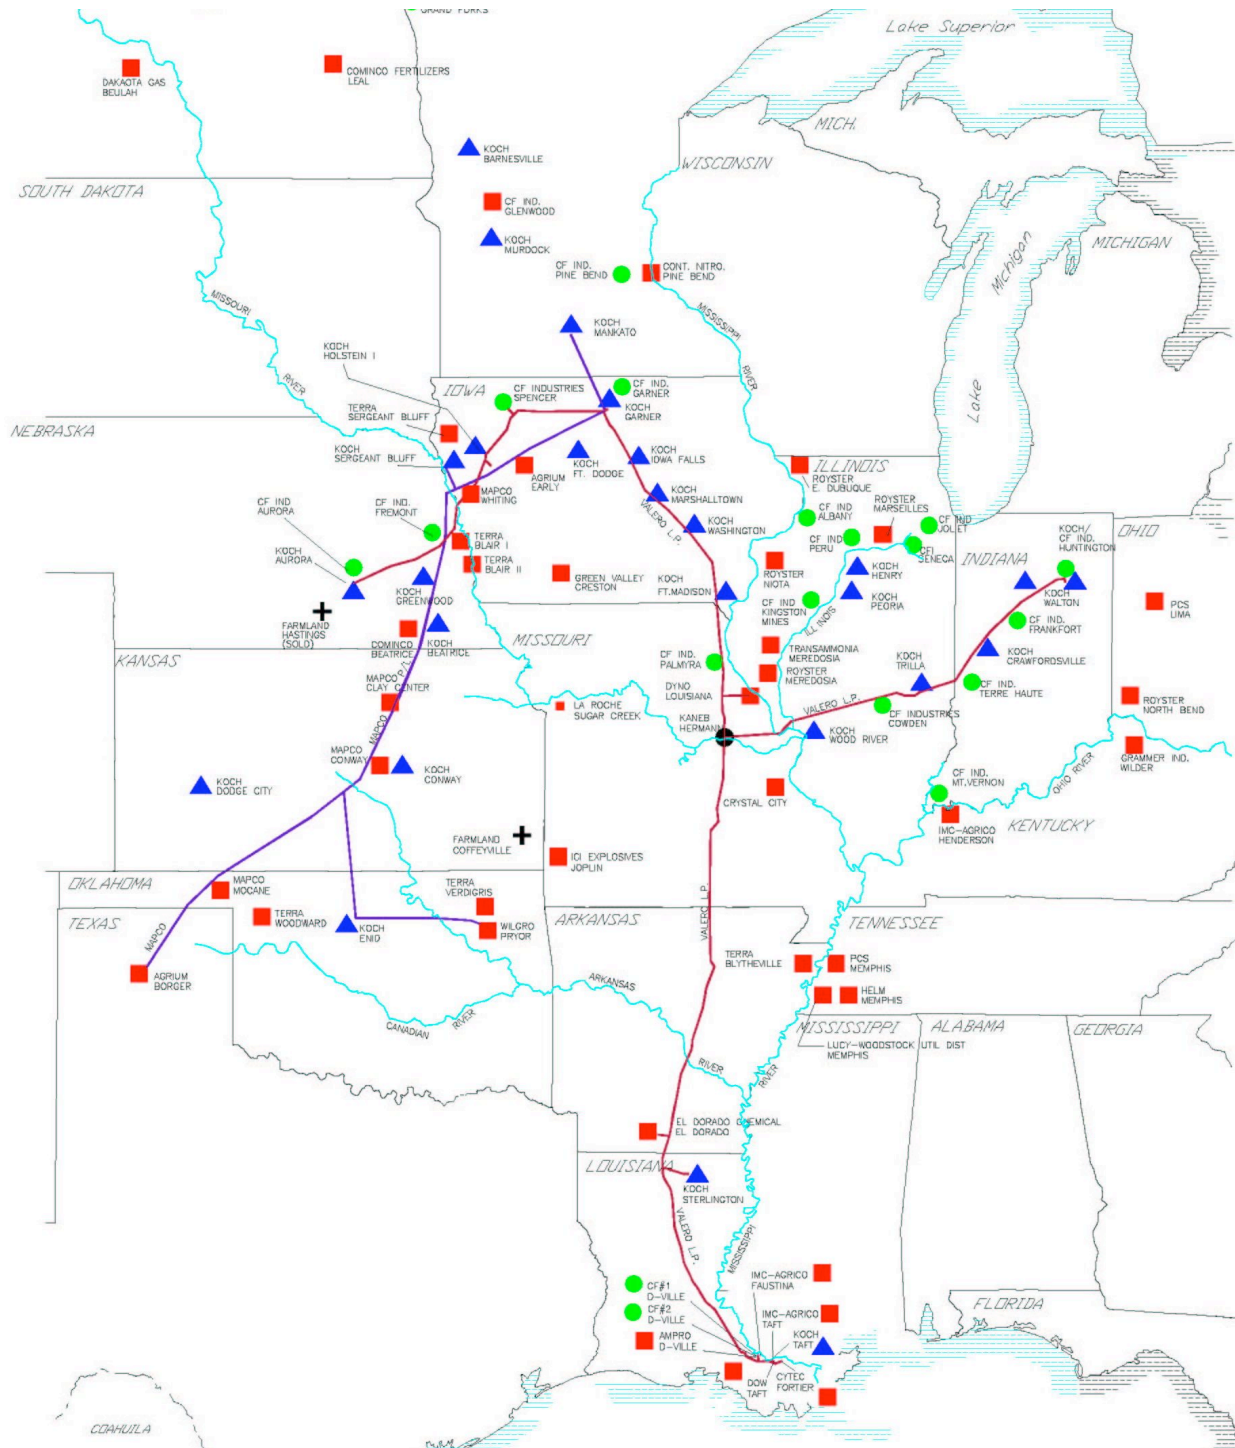 GRAND FORKS
Lake Superior
DAKAOTA GAS
BEULAH
COMINCO FERTILIZERS
LEAL
MICH.
KOCH
BARNESVILLE
WISCONSIN
SOUTH DAKOTA
CF IND.
GLENWOOD
KOCH
MURDOCK
Lake
Michigan
MICHIGAN
CF IND.
PINE BEND
CONT. NITRO.
PINE BEND
MISSOURI
RIVER
MISSISSIPPI
RIVER
KOCH
MANKATO
KOCH
HOLSTEIN I
IOWA
CF INDUSTRIES
SPENCER
CF IND.
GARNER
KOCH
GARNER
TERRA
SERGEANT BLUFF
NEBRASKA
KOCH
SERGEANT BLUFF
AGRIUM
EARLY
KOCH
FT. DODGE
KOCH
IOWA FALLS
ILLINOIS
ROYSTER
E. DUBUQUE
MAPCO
WHITING
KOCH
MARSHALLTOWN
CF IND
AURORA
CF IND.
FREMONT
VALERO L.P.
KOCH
WASHINGTON
CF IND
ALBANY
ROYSTER
MARSEILLES
CF IND
JOLIET
CF IND
PERU
CFI
SENECA
KOCH/
CF IND.
HUNTINGTON
OHIO
INDIANA
KOCH
AURORA
TERRA
BLAIR I
TERRA
BLAIR II
KOCH
GREENWOOD
GREEN VALLEY
CRESTON
KOCH
FT.MADISON
ROYSTER
NIOTA
KOCH
HENRY
KOCH
PEORIA
KOCH
WALTON
CF IND
KINGSTON
MINES
ILLINOIS
PCS
LIMA
FARMLAND
HASTINGS
(SOLD)
COMINCO
BEATRICE
KOCH
BEATRICE
MISSOURI
CF IND.
FRANKFORT
KANSAS
MAPCO P/L
CF IND.
PALMYRA
TRANSAMMONIA
MEREDOSIA
KOCH
TRILLA
KOCH
CRAWFORDSVILLE
MAPCO
CLAY CENTER
LA ROCHE
SUGAR CREEK
DYNO
LOUISIANA
ROYSTER
MEREDOSIA
CF IND.
TERRE HAUTE
ROYSTER
NORTH BEND
VALERO L.P.
CF INDUSTRIES
COWDEN
KANEB
HERMANN
KOCH
WOOD RIVER
MAPCO
CONWAY
KOCH
CONWAY
GRAMMER IND.
WILDER
KOCH
DODGE CITY
CRYSTAL CITY
CF IND.
MT.VERNON
OHIO RIVER
IMC-AGRICO
HENDERSON
KENTUCKY
FARMLAND
COFFEYVILLE
ICI EXPLOSIVES
JOPLIN
OKLAHOMA
MAPCO
MOCANE
TERRA
VERDIGRIS
VALERO L.P.
TEXAS
TERRA
WOODWARD
KOCH
ENID
WILGRO
PRYOR
ARKANSAS
TENNESSEE
MAPCO
AGRIUM
BORGER
TERRA
BLYTHEVILLE
PCS
MEMPHIS
ARKANSAS
RIVER
CANADIAN
RIVER
HELM
MEMPHIS
MISSISSIPPI
ALABAMA
GEORGIA
LUCY-WOODSTOCK UTIL DIST
MEMPHIS
RIVER
EL DORADO CHEMICAL
EL DORADO
LOUISIANA
KOCH
STERLINGTON
VALERO L.P.
MISSISSIPPI
IMC-AGRICO
FAUSTINA
CF#1
D-VILLE
CF#2
D-VILLE
IMC-AGRICO
TAFT
FLORIDA
AMPRO
D-VILLE
KOCH
TAFT
DOW
TAFT
CYTEC
FORTIER
COAHUILA